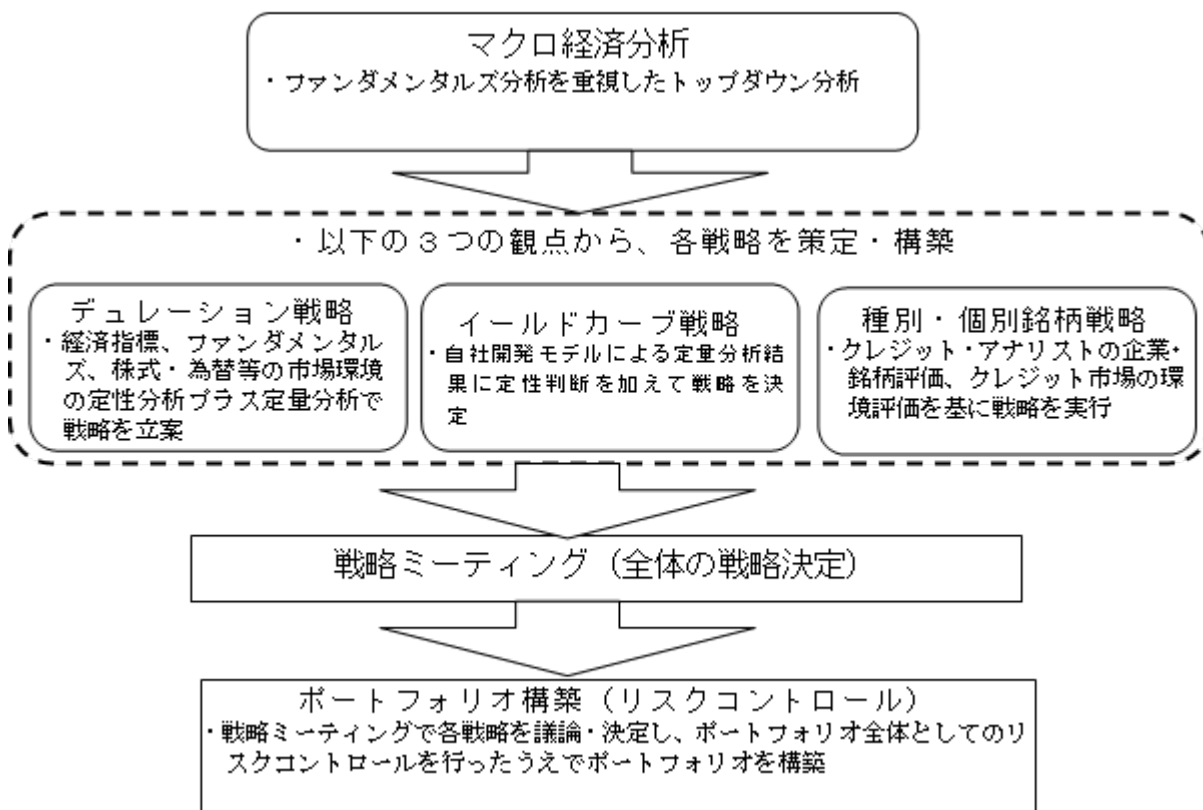 マクロ経済分析
・ファンダメンタルズ分析を重視したトップダウン分析
・以下の３つの観点から、各戦略を策定・構築
デュレーション戦略
・経済指標、ファンダメンタル
ズ、株式・為替等の市場環境
の定性分析プラス定量分析で
戦略を立案
イールドカーブ戦略
・自社開発モデルによる定量分析結
果に定性判断を加えて戦略を決
定
種別・個別銘柄戦略
・クレジット・アナリストの企業・
銘柄評価、クレジット市場の環
境評価を基に戦略を実行
戦略ミーティング（全体の戦略決定）
ポートフォリオ構築（リスクコントロール）
・戦略ミーティングで各戦略を議論・決定し、ポートフォリオ全体としてのリ
スクコントロールを行ったうえでポートフォリオを構築